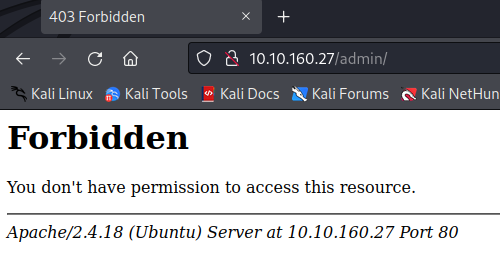 403 Forbidden
10.10.160.27/admin/
Kali Linux Kali Tools Kali Docs Kali Forums Kali NetHun
Forbidden
You don't have permission to access this resource.
Apache/2.4.18 (Ubuntu) Server at 10.10.160.27 Port 80